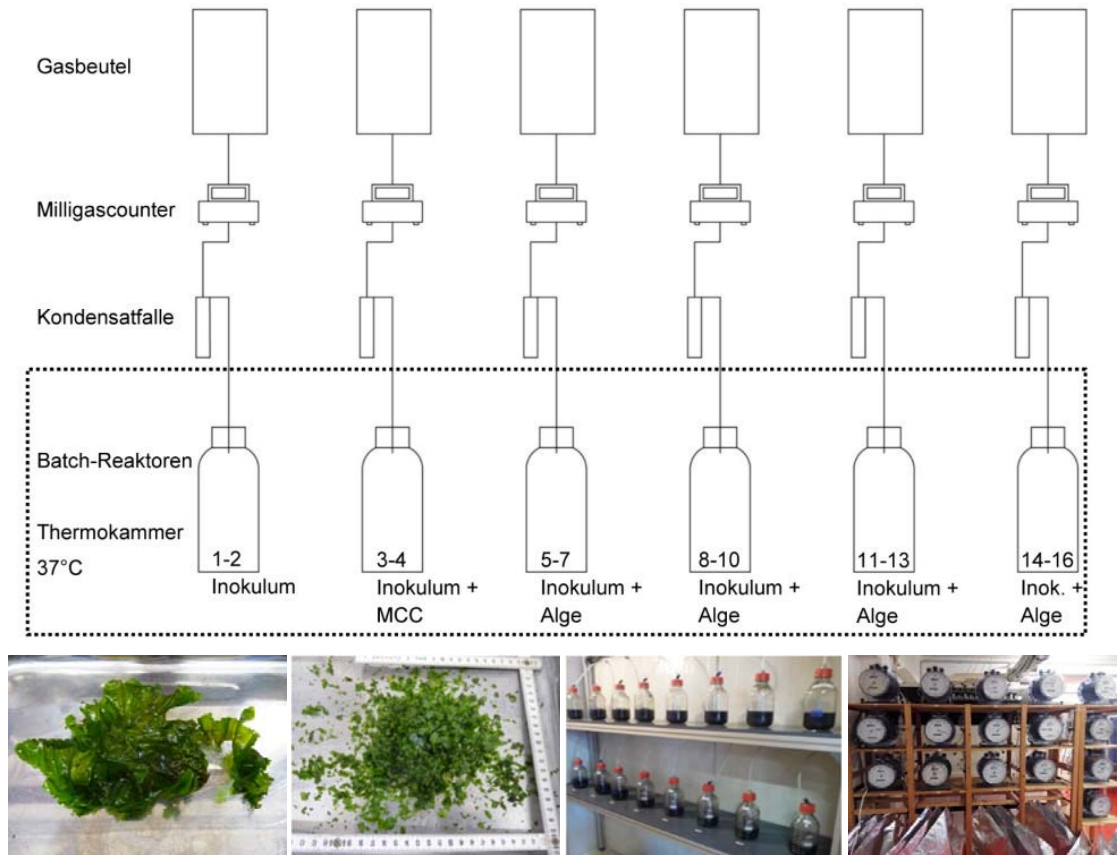 Gasbeutel
Milligascounter
Kondensatfalle
Batch-Reaktoren
Thermokammer
37°C
1-2
3-4
5-7
8-10
11-13
14-16
Inokulum
Inokulum +
MCC
Inokulum +
Alge
Inokulum +
Alge
Inokulum +
Alge
Inok. +
Alge